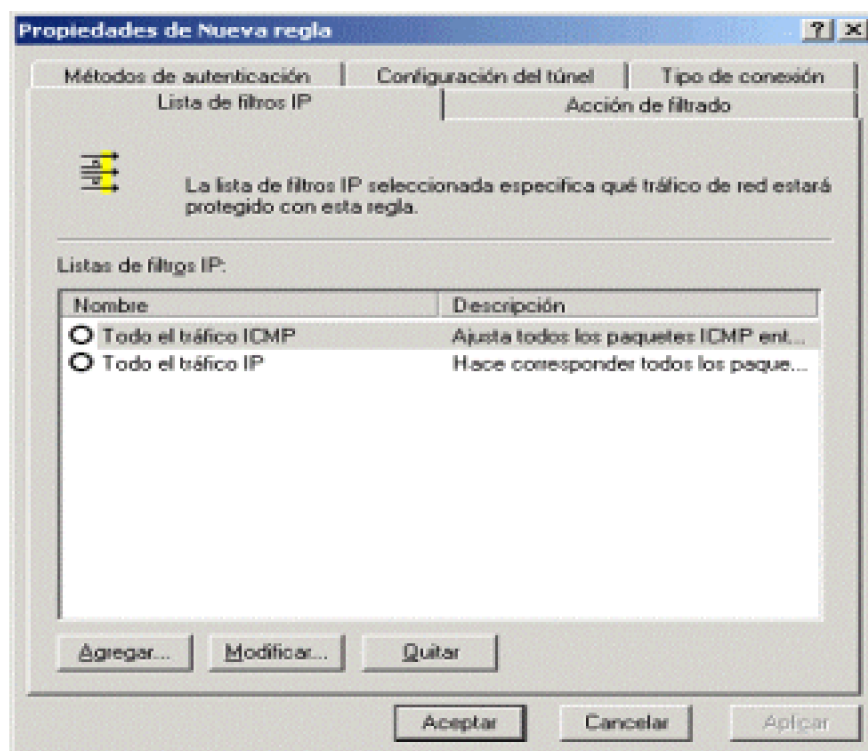 Propiedades de Nueva regla
Métodos de autenticación Configuración del túnel Tipo de conexión
Lista de filtros IP Acción de filtrado
La lista de filtros IP seleccionada especifica qué tráfico de red estará
protegido con esta regla.
Listas de filtros IP:
Nombre Descripción
Todo el tráfico ICMP Ajusta todos los paquetes ICMP ent...
Todo el tráfico IP Hace corresponder todos los paque...
Agregar... Modificar... Quitar
Aceptar Cancelar Aplicar